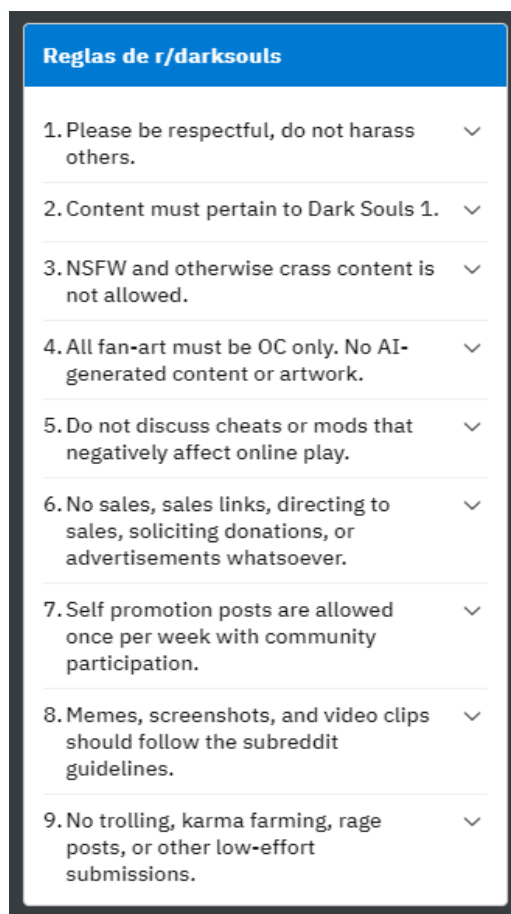 Reglas de r/darksouls
1. Please be respectful, do not harass
others.
2. Content must pertain to Dark Souls 1.
3. NSFW and otherwise crass content is
not allowed.
4. All fan-art must be OC only. No AI-
generated content or artwork.
5. Do not discuss cheats or mods that
negatively affect online play.
6. No sales, sales links, directing to
sales, soliciting donations, or
advertisements whatsoever.
7. Self promotion posts are allowed
once per week with community
participation.
8. Memes, screenshots, and video clips
should follow the subreddit
guidelines.
9. No trolling, karma farming, rage
posts, or other low-effort
submissions.